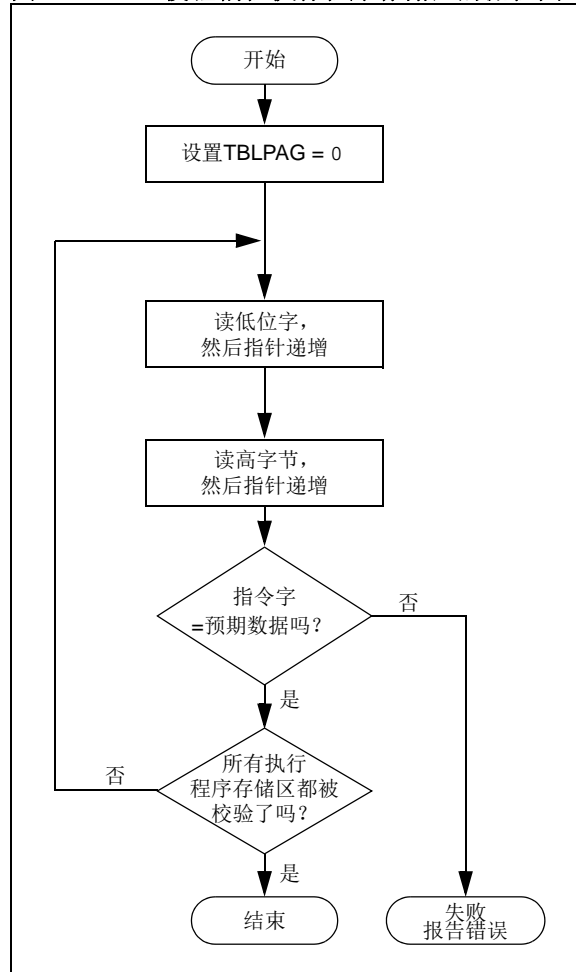 开始
设置TBLPAG = 0
读低位字，
然后指针递增
读高字节，
然后指针递增
指令字
=预期数据吗？
否
是
所有执行
程序存储区都被
校验了吗？
否
是
结束
失败
报告错误